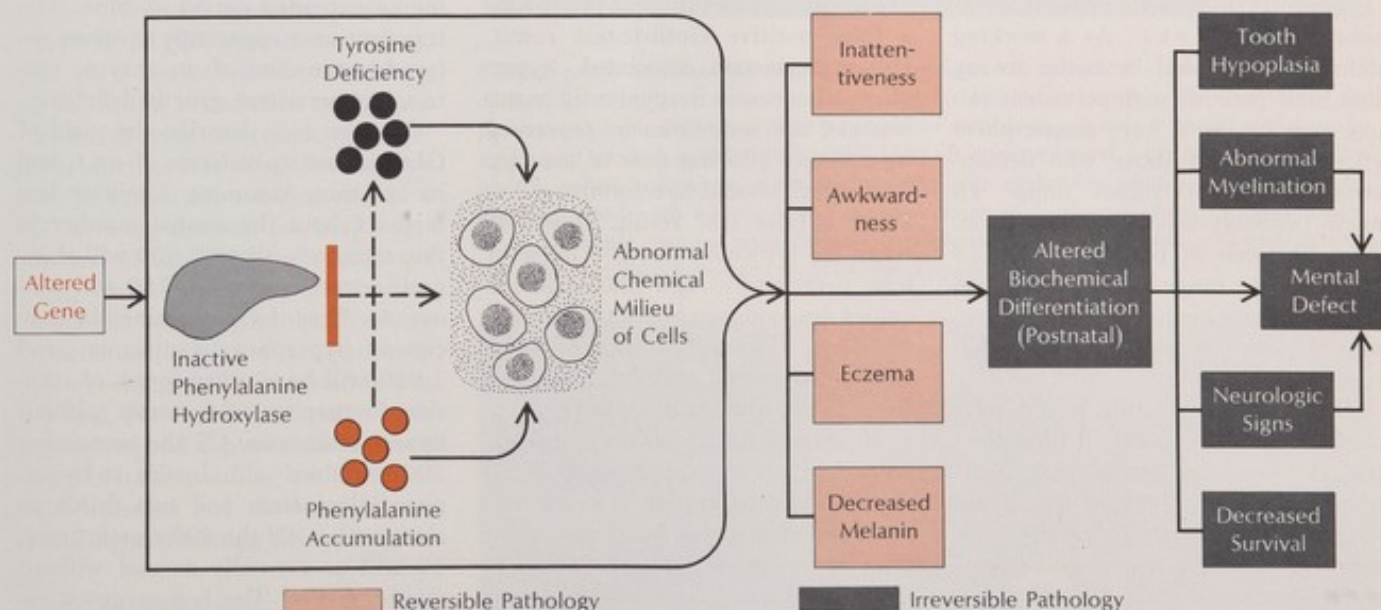 Altered
Gene
Inactive
Phenylalanine
Hydroxylase
Tyrosine
Deficiency
Phenylalanine
Accumulation
Abnormal
Chemical
Milieu
of Cells
Inatten-
tiveness
Awkward-
ness
Eczema
Decreased
Melanin
Altered
Biochemical
Differentiation
(Postnatal)
Tooth
Hypoplasia
Abnormal
Myelination
Mental
Defect
Neurologic
Signs
Decreased
Survival
Reversible Pathology
Irreversible Pathology